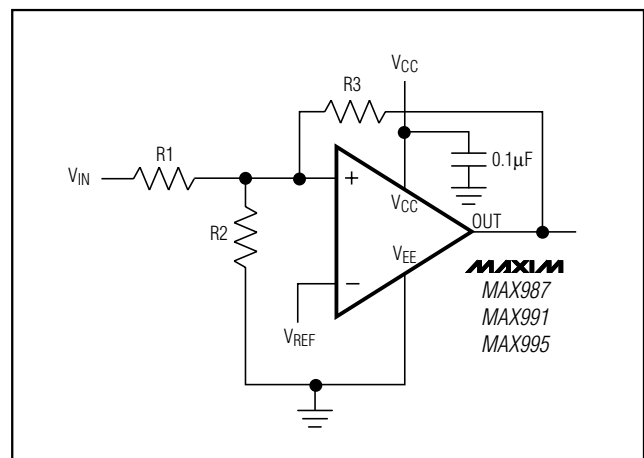 VCC
R3
R1
0.1µF
VIN
+
VCC
OUT
R2
VEE
MAXIM
−
MAX987
VREF
MAX991
MAX995